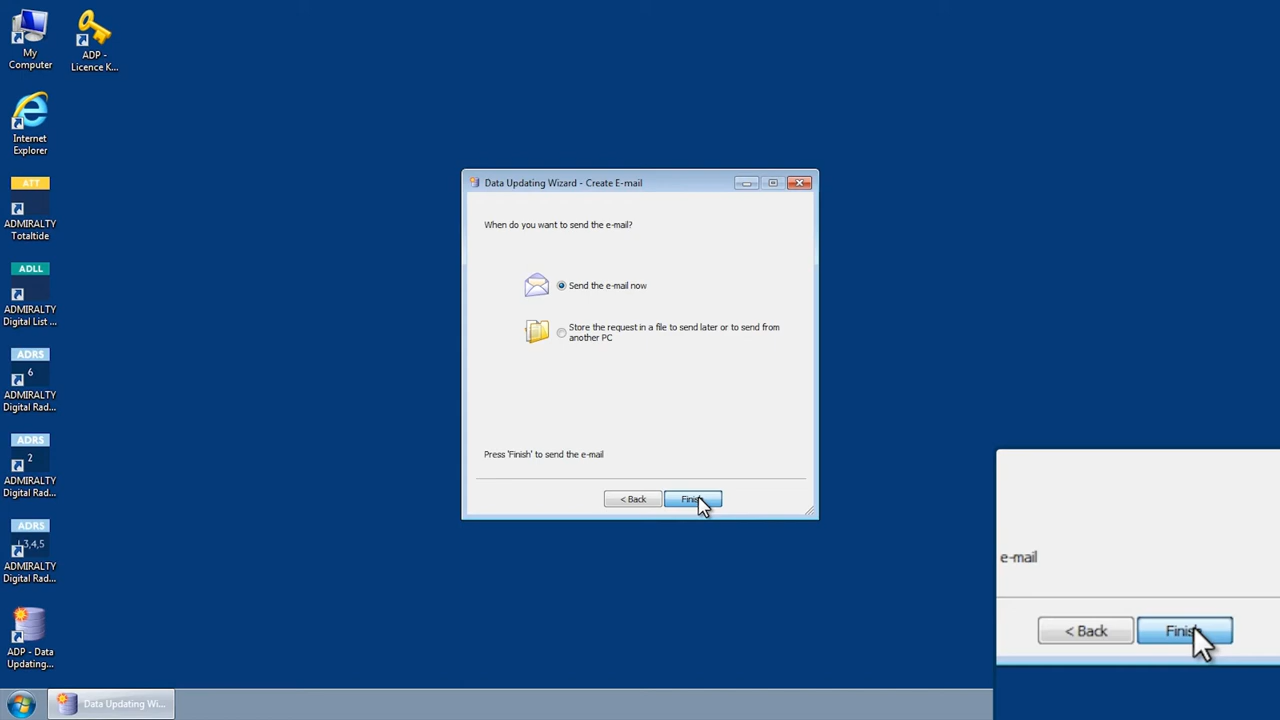 My
Computer
ADP -
Licence K...
Internet
Explorer
ATT
ADMIRALTY
Totaltide
ADLL
ADMIRALTY
Digital List ...
ADRS
6
ADMIRALTY
Digital Rad...
ADRS
2
ADMIRALTY
Digital Rad...
ADRS
1,3,4,5
ADMIRALTY
Digital Rad...
ADP - Data
Updating...
Data Updating Wizard - Create E-mail
When do you want to send the e-mail?
Send the e-mail now
Store the request in a file to send later or to send from
another PC
Press 'Finish' to send the e-mail
< Back
Finish
e-mail
< Back
Finish
Data Updating Wi...